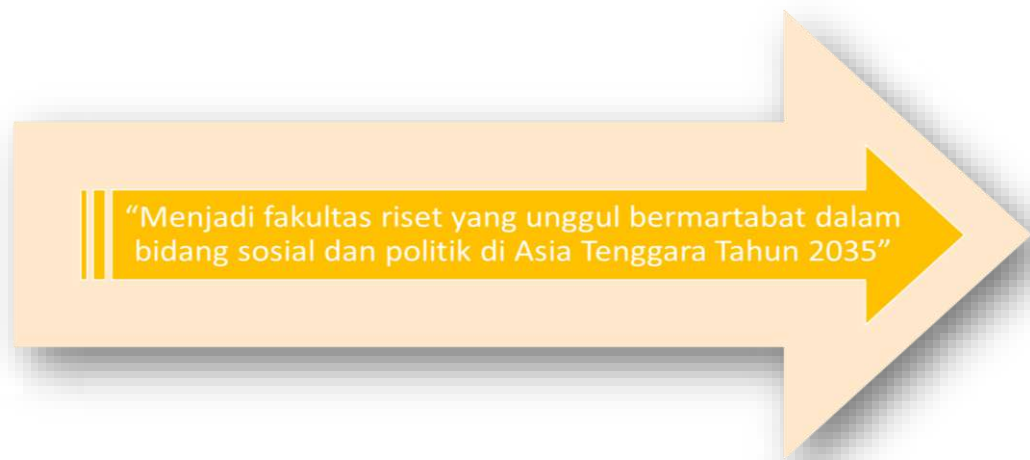 “Menjadi fakultas riset yang unggul bermartabat dalam
bidang sosial dan politik di Asia Tenggara Tahun 2035”